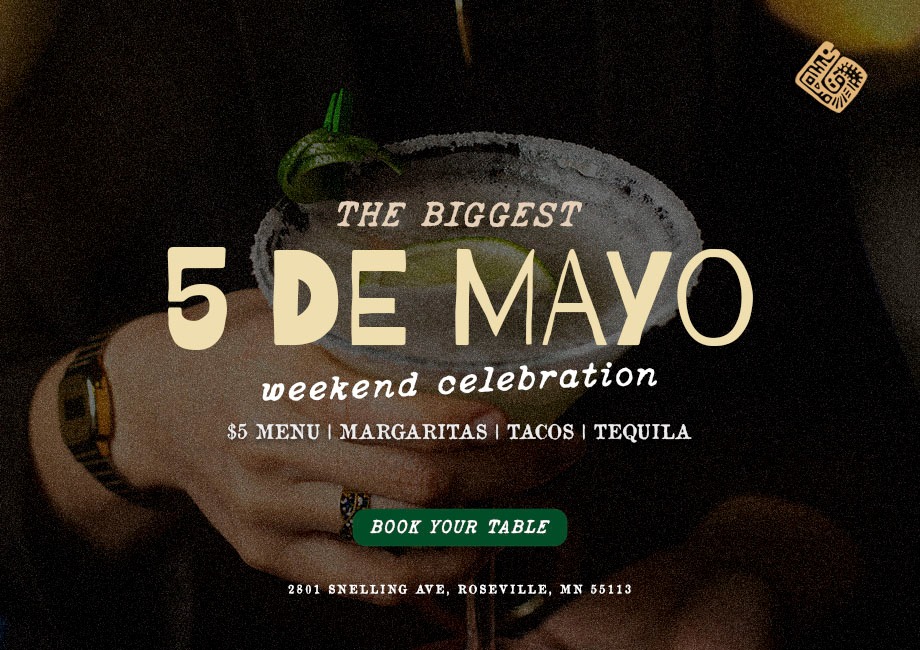 THE BIGGEST
5 DE MAYO
weekend celebration
$5 MENU | MARGARITAS | TACOS | TEQUILA
BOOK YOUR TABLE
2801 SNELLING AVE, ROSEVILLE, MN 55113